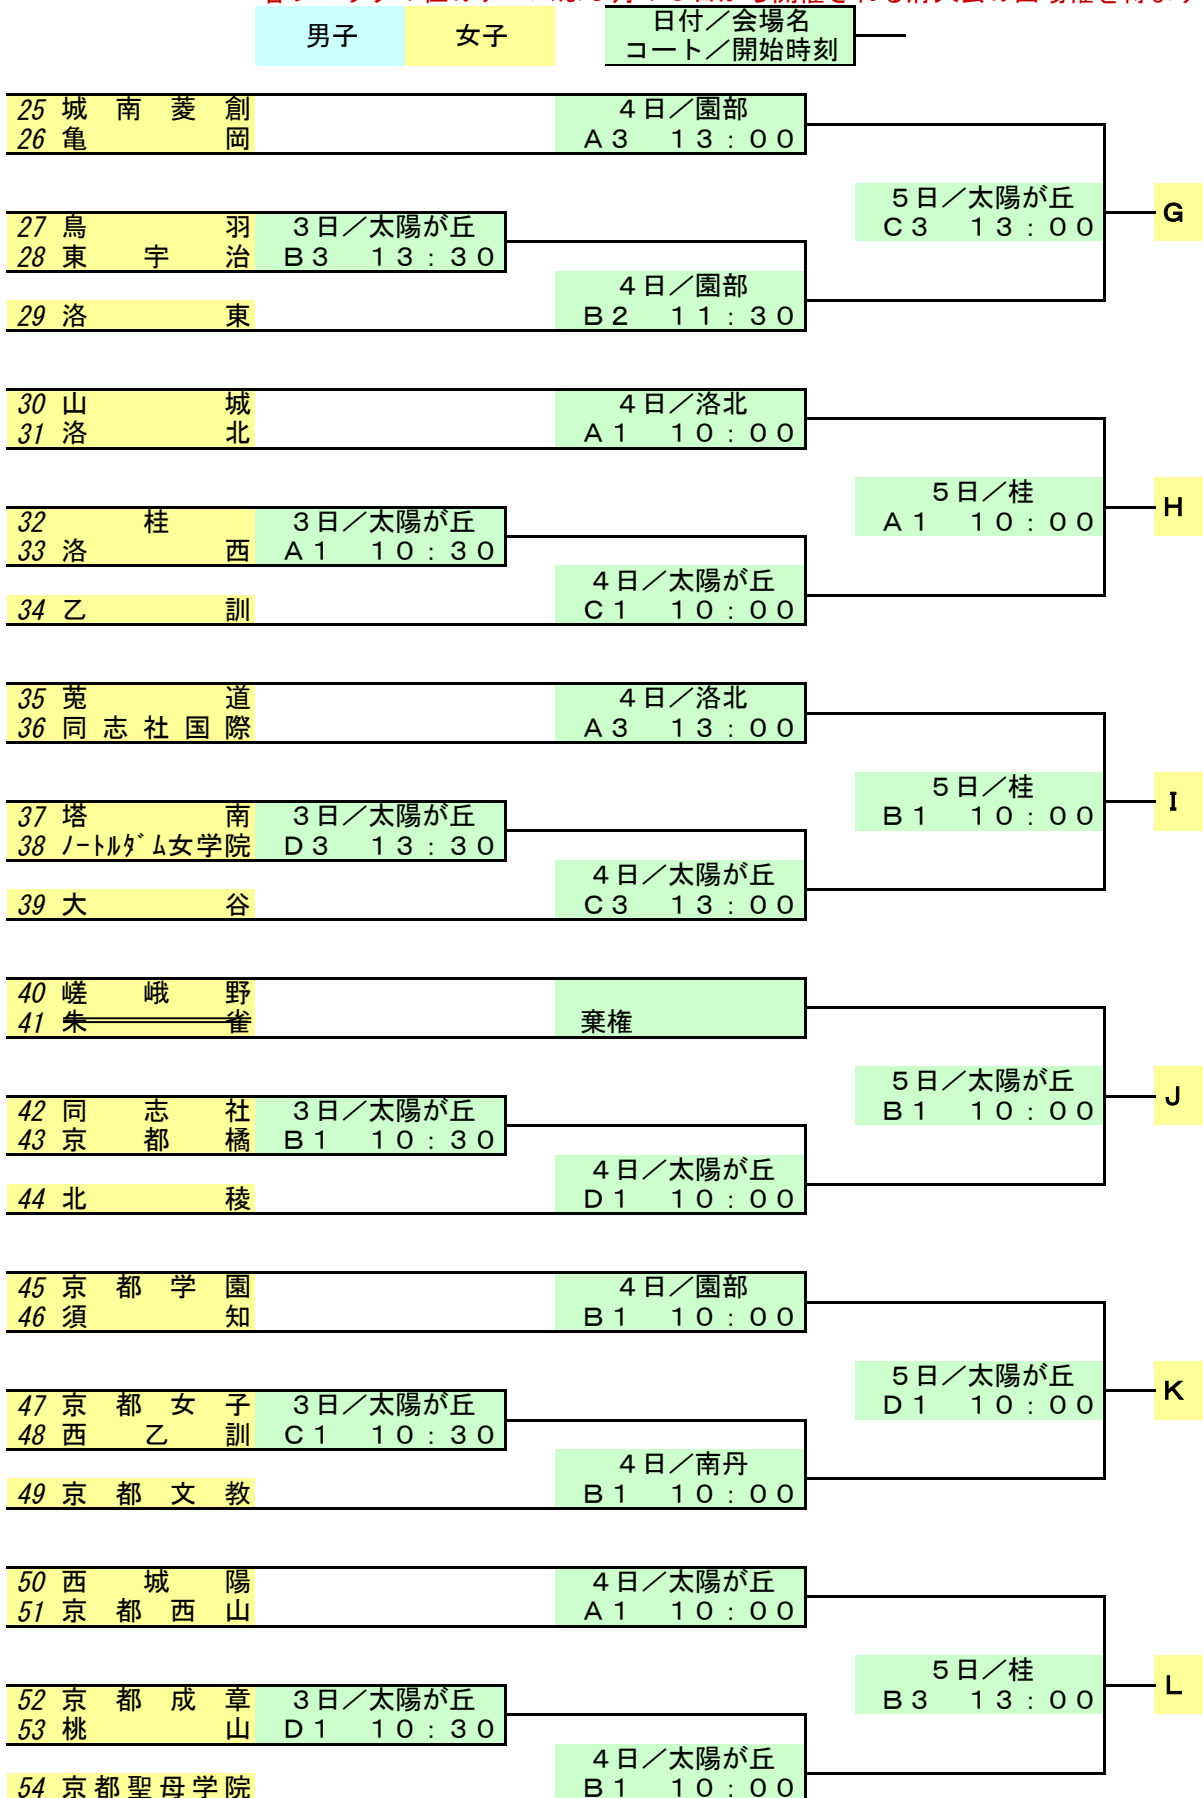 男子　女子　日付／会場名
コート／開始時刻
25 城南菱創　４日／園部
26 亀岡　Ａ３　１３：００
５日／太陽が丘
27 鳥羽　３日／太陽が丘　Ｃ３　１３：００　Ｇ
28 東宇治　Ｂ３　１３：３０
４日／園部
29 洛東　Ｂ２　１１：３０
30 山城　４日／洛北
31 洛北　Ａ１　１０：００
５日／桂
32 桂　３日／太陽が丘　Ａ１　１０：００　Ｈ
33 洛西　Ａ１　１０：３０
４日／太陽が丘
34 乙訓　Ｃ１　１０：００
35 莵道　４日／洛北
36 同志社国際　Ａ３　１３：００
５日／桂
37 塔南　３日／太陽が丘　Ｂ１　１０：００　Ｉ
38 ﾉｰﾄﾙﾀﾞﾑ女学院　Ｄ３　１３：３０
４日／太陽が丘
39 大谷　Ｃ３　１３：００
40 嵯峨野
41 朱雀　棄権
５日／太陽が丘
42 同志社　３日／太陽が丘　Ｂ１　１０：００　Ｊ
43 京都橘　Ｂ１　１０：３０
４日／太陽が丘
44 北稜　Ｄ１　１０：００
45 京都学園　４日／園部
46 須知　Ｂ１　１０：００
５日／太陽が丘
47 京都女子　３日／太陽が丘　Ｄ１　１０：００　Ｋ
48 西乙訓　Ｃ１　１０：３０
４日／南丹
49 京都文教　Ｂ１　１０：００
50 西城陽　４日／太陽が丘
51 京都西山　Ａ１　１０：００
５日／桂
52 京都成章　３日／太陽が丘　Ｂ３　１３：００　Ｌ
53 桃山　Ｄ１　１０：３０
４日／太陽が丘
54 京都聖母学院　Ｂ１　１０：００